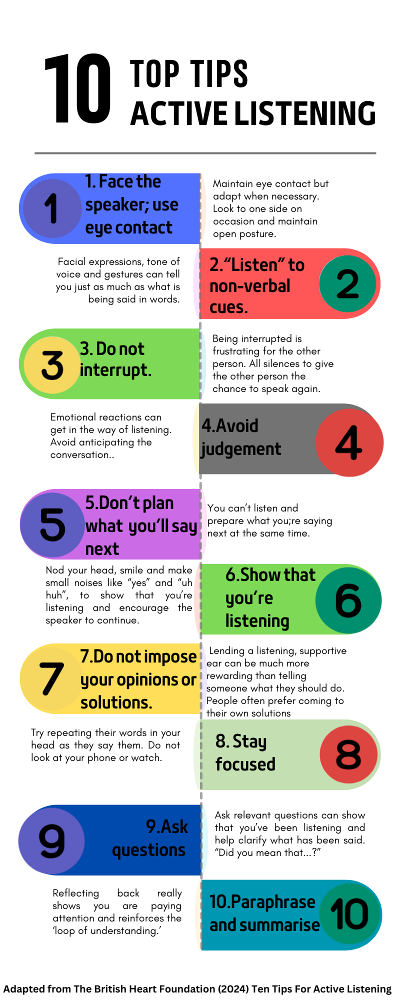 10
TOP TIPS
ACTIVE LISTENING
1
1. Face the
speaker; use
eye contact
Maintain eye contact but
adapt when necessary.
Look to one side on
occasion and maintain
open posture.
Facial expressions, tone of
voice and gestures can tell
you just as much as what is
being said in words.
2.“Listen” to
non-verbal
cues.
2
3
3. Do not
interrupt.
Being interrupted is
frustrating for the other
person. All silences to give
the other person the
chance to speak again.
Emotional reactions can
get in the way of listening.
Avoid anticipating the
conversation..
4.Avoid
judgement
4
5
5.Don’t plan
what you’ll say
next
You can’t listen and
prepare what you;re saying
next at the same time.
Nod your head, smile and make
small noises like “yes” and “uh
huh”, to show that you’re
listening and encourage the
speaker to continue.
6.Show that
you’re
listening
6
7
7.Do not impose
your opinions or
solutions.
Lending a listening, supportive
ear can be much more
rewarding than telling
someone what they should do.
People often prefer coming to
their own solutions
Try repeating their words in your
head as they say them. Do not
look at your phone or watch.
8. Stay
focused
8
9
9.Ask
questions
Ask relevant questions can show
that you’ve been listening and
help clarify what has been said.
“Did you mean that...?”
Reflecting back really
shows you are paying
attention and reinforces the
‘loop of understanding.’
10.Paraphrase
and summarise
10
Adapted from The British Heart Foundation (2024) Ten Tips For Active Listening